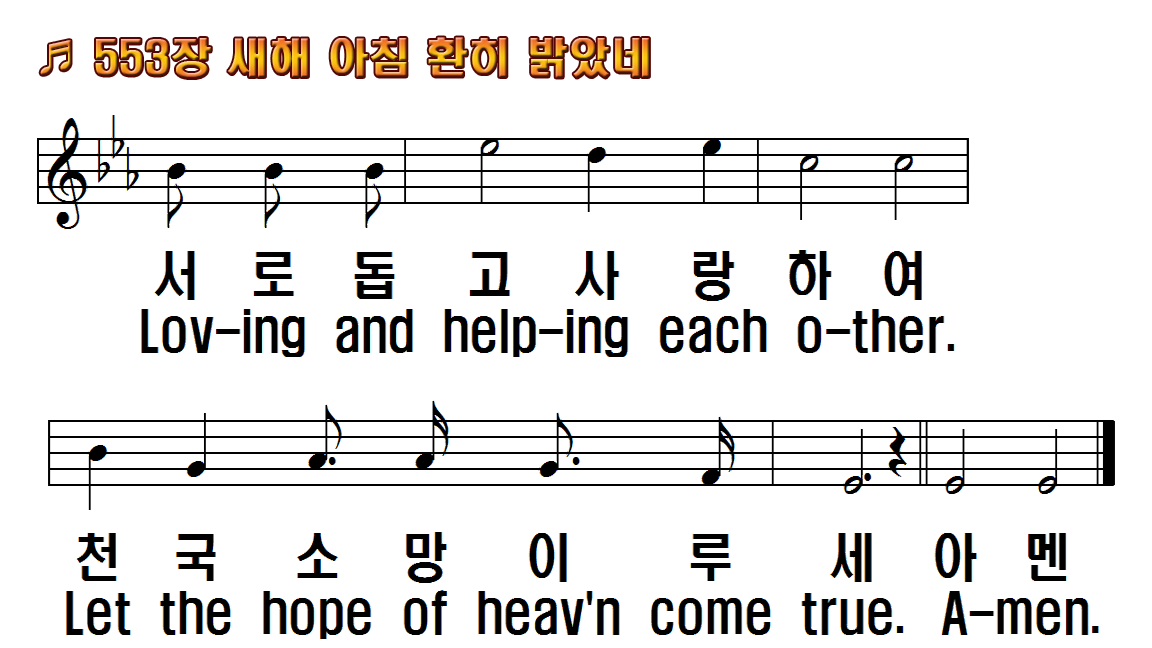 553장 새해 아침 환히 밝았네
서 로 돕 고 사 랑 하 여
Lov-ing and help-ing each o-ther.
천 국 소 망 이 루 세 아 멘
Let the hope of heav'n come true. A-men.